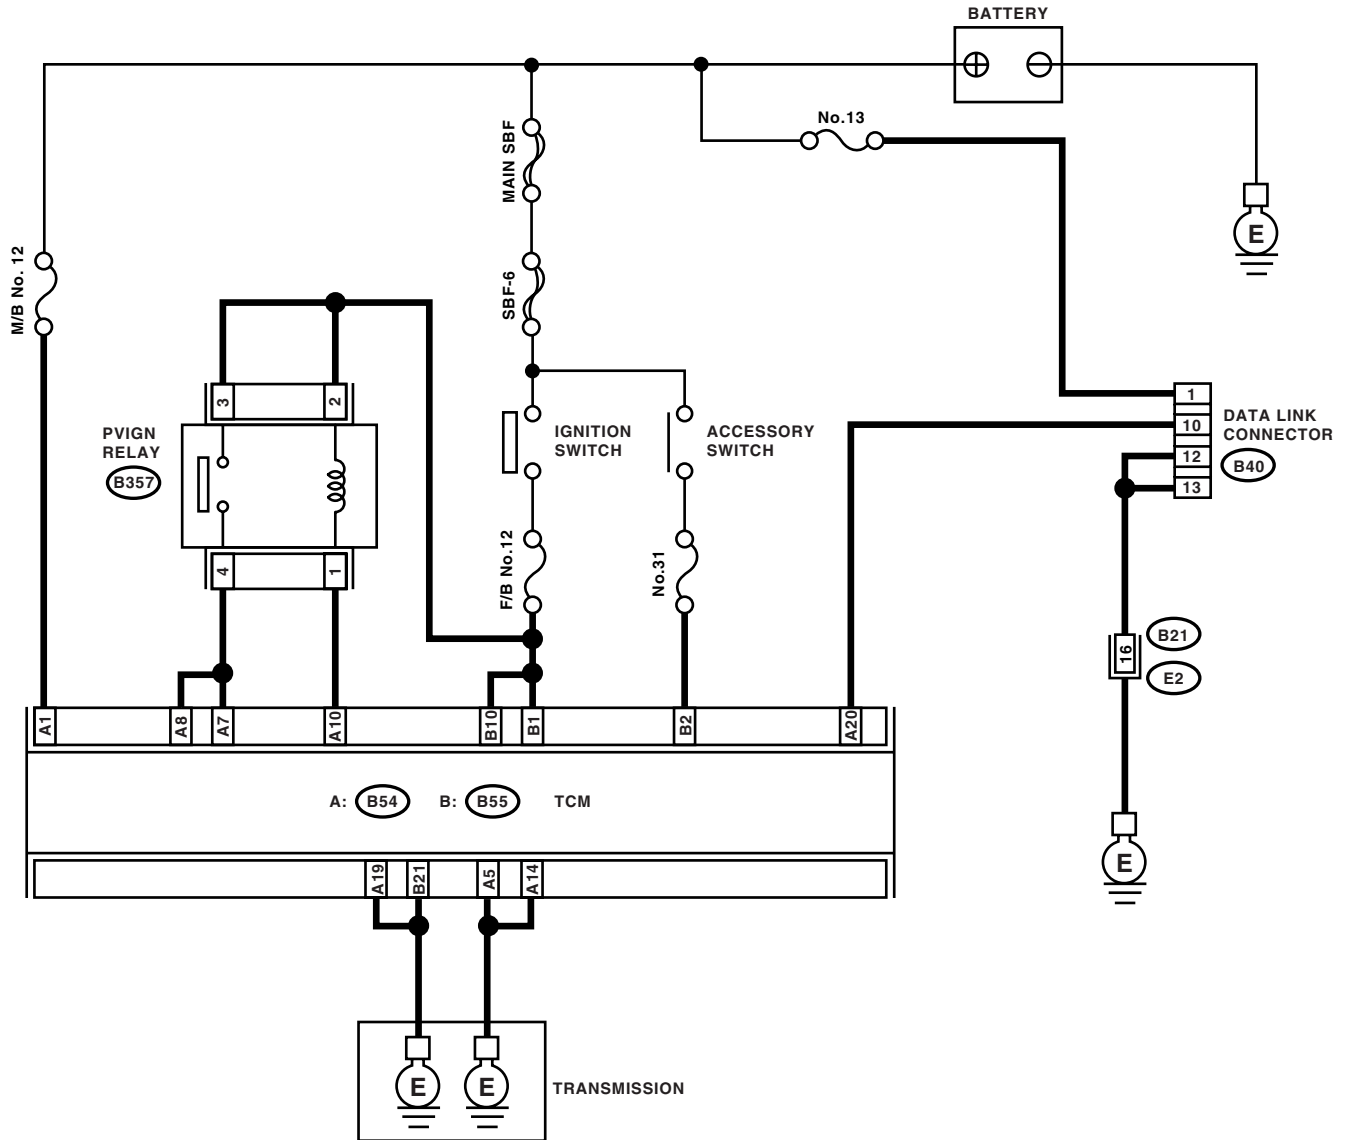 BATTERY
No.13
MAIN SBF
M/B No. 12
SBF-6
3
2
1
10
12
13
DATA LINK
CONNECTOR
B40
PVIGN
RELAY
B357
IGNITION
SWITCH
ACCESSORY
SWITCH
E
4
1
F/B No.12
No.31
16
B21
E2
A1
A8
A7
A10
B10
B1
B2
A20
A: B54 B: B55 TCM
E
A19
B21
A5
A14
E
E
TRANSMISSION